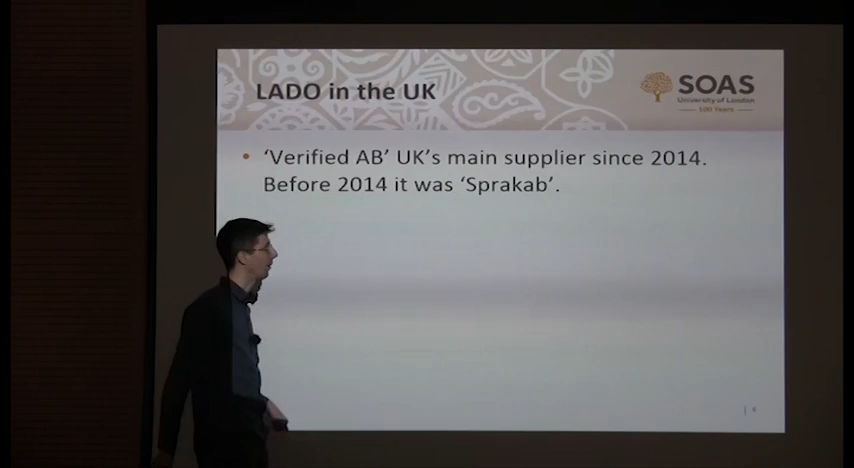 LADO in the UK
SOAS
University of London
100 Years
• ‘Verified AB’ UK’s main supplier since 2014.
Before 2014 it was ‘Sprakab’.